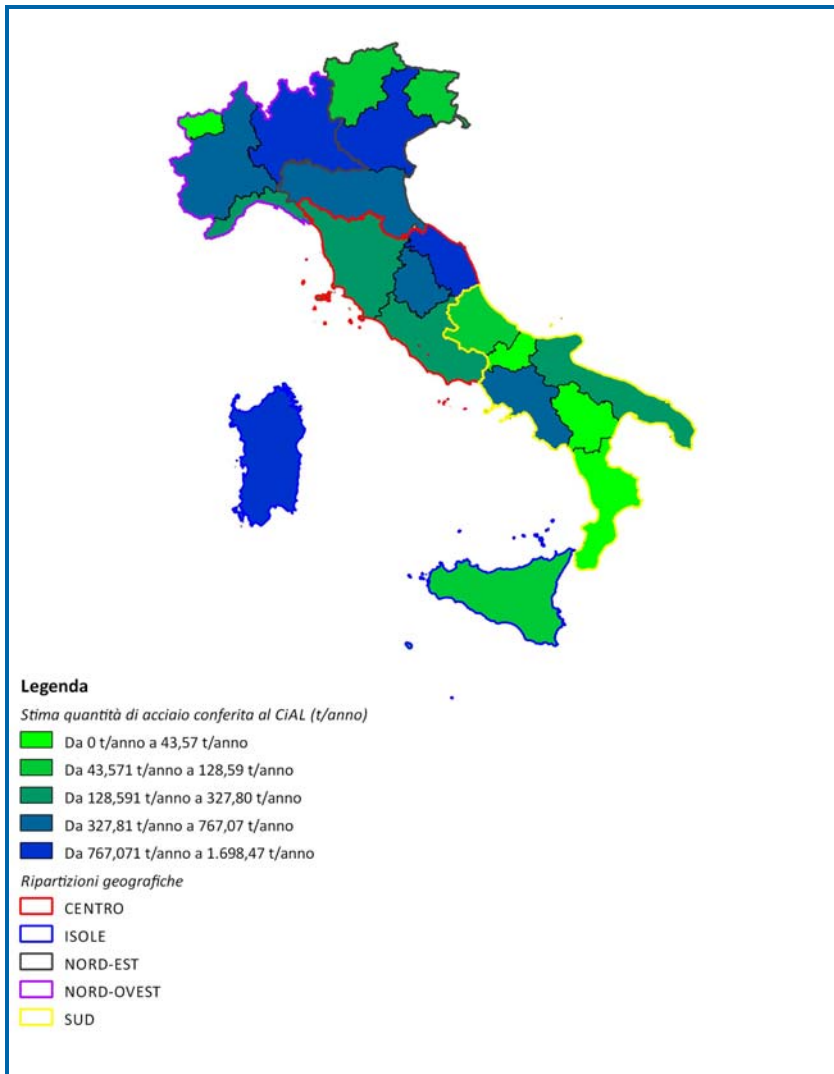 Legenda
Stima quantità di acciaio conferita al CiAL (t/anno)
Da 0 t/anno a 43,57 t/anno
Da 43,571 t/anno a 128,59 t/anno
Da 128,591 t/anno a 327,80 t/anno
Da 327,81 t/anno a 767,07 t/anno
Da 767,071 t/anno a 1.698,47 t/anno
Ripartizioni geografiche
CENTRO
ISOLE
NORD-EST
NORD-OVEST
SUD